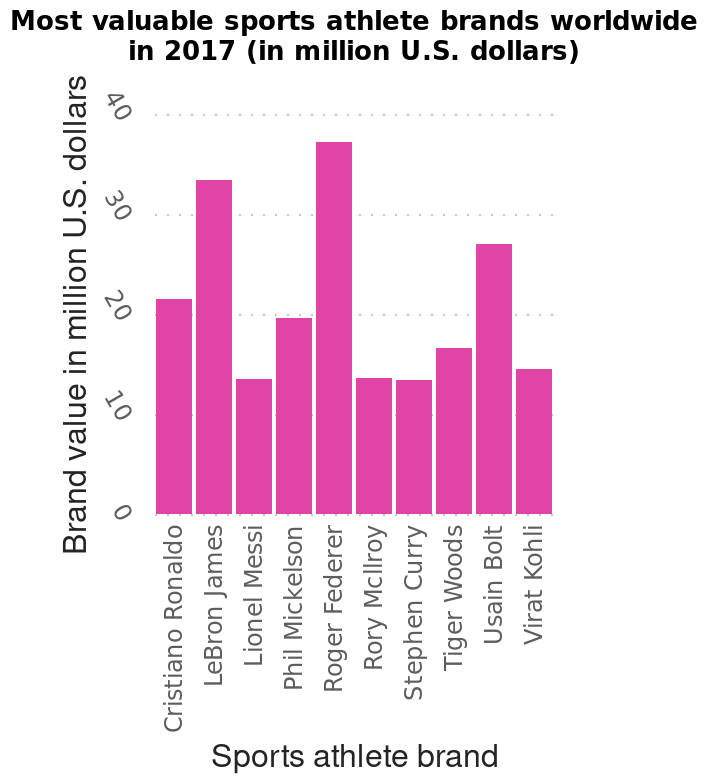 Most valuable sports athlete brands worldwide
in 2017 (in million U.S. dollars)
Brand value in million U.S. dollars
40
30
20
10
0
Cristiano Ronaldo
LeBron James
Lionel Messi
Phil Mickelson
Roger Federer
Rory McIlroy
Stephen Curry
Tiger Woods
Usain Bolt
Virat Kohli
Sports athlete brand